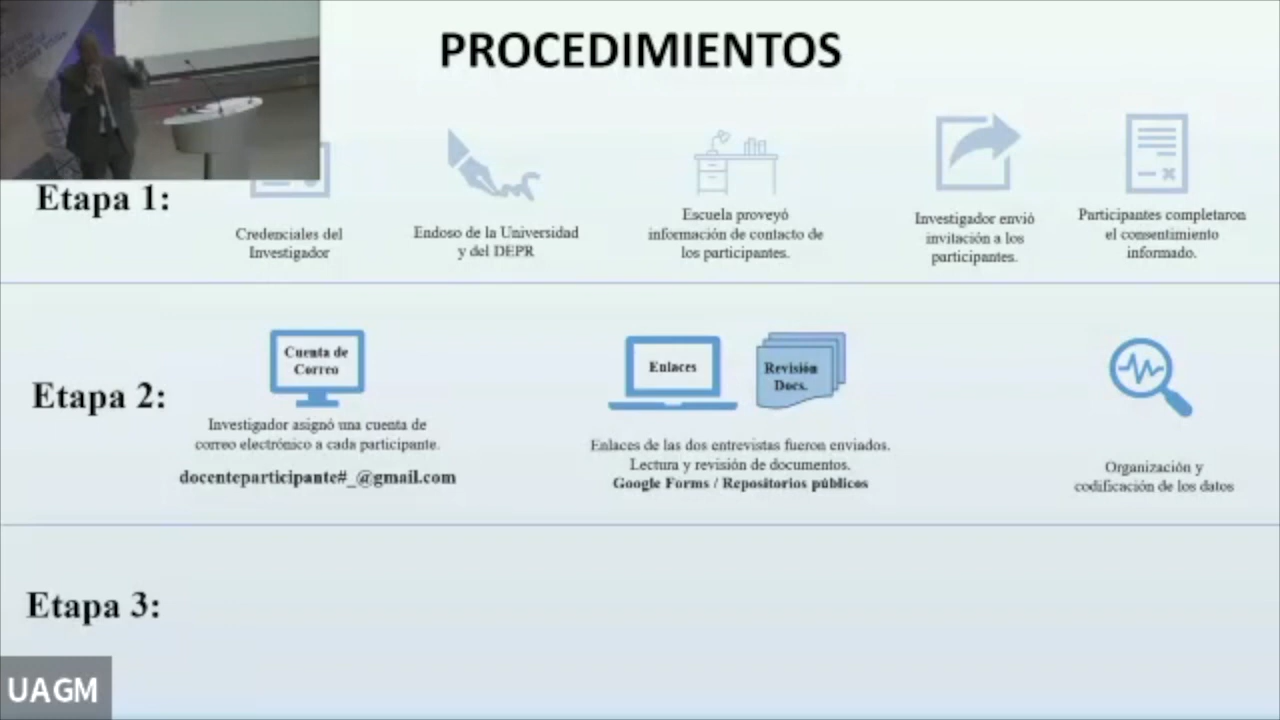 PROCEDIMIENTOS
Etapa 1:
Credenciales del
Investigador
Endoso de la Universidad
y del DEPR
Escuela proveyó
información de contacto de
los participantes.
Investigador envió
invitación a los
participantes.
Participantes completaron
el consentimiento
informado.
Etapa 2:
Cuenta de
Correo
Investigador asignó una cuenta de
correo electrónico a cada participante.
docenteparticipante#_@gmail.com
Enlaces
Revisión
Docs.
Enlaces de las dos entrevistas fueron enviados.
Lectura y revisión de documentos.
Google Forms / Repositorios públicos
Organización y
codificación de los datos
Etapa 3:
UAGM